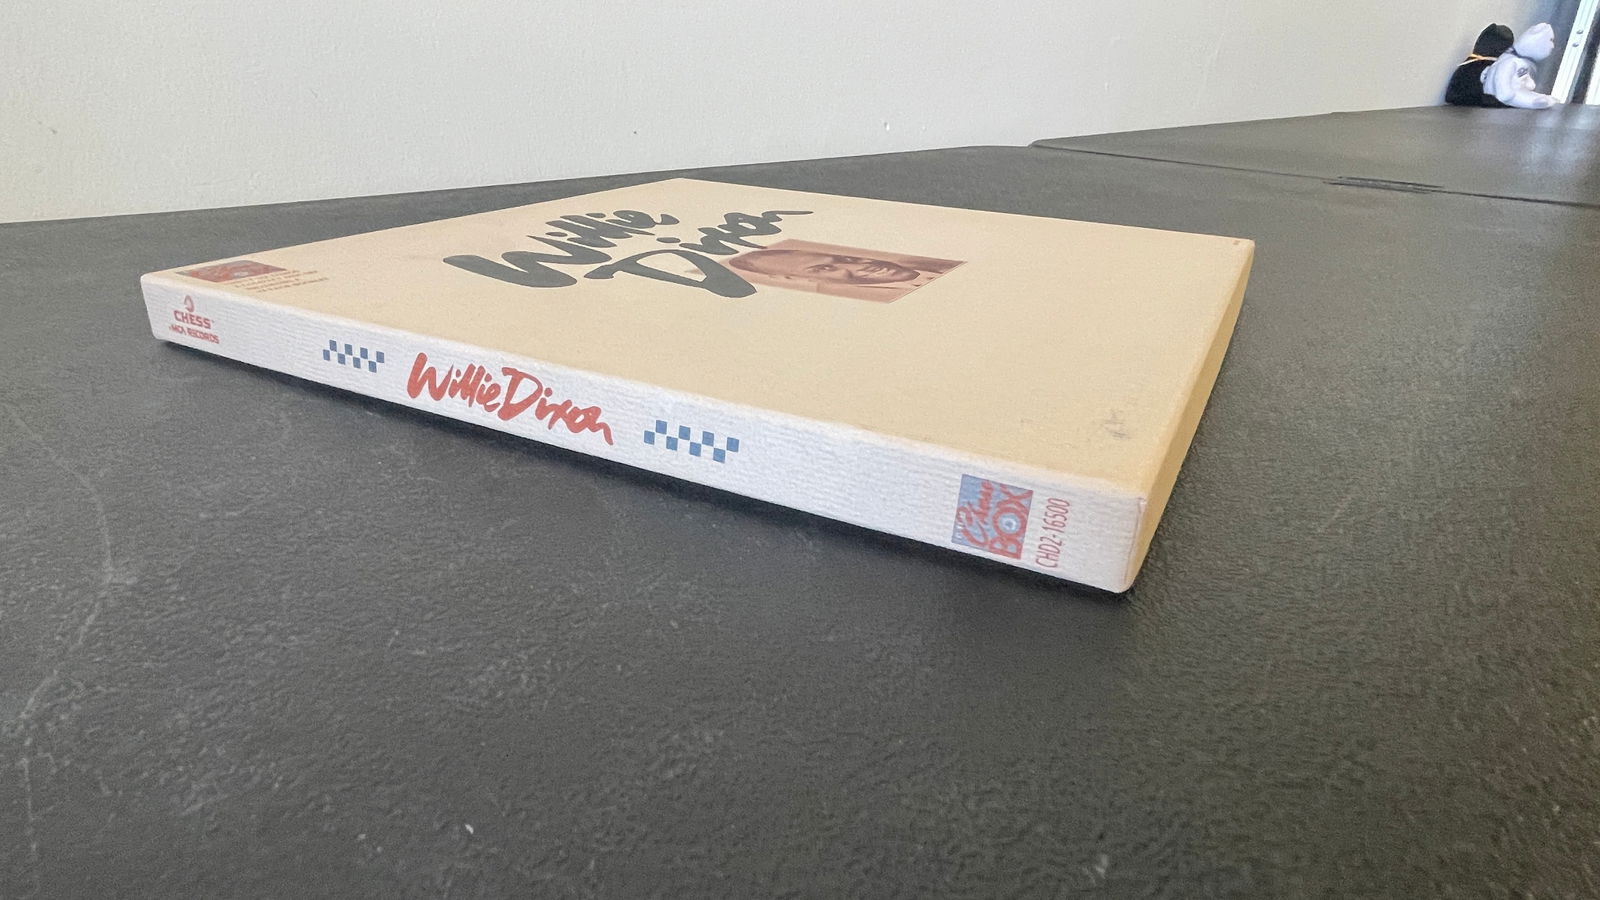 Willie
Dixon
CHESS
MCA RECORDS
Willie Dixon
Chess
BOX
CHD2-16500